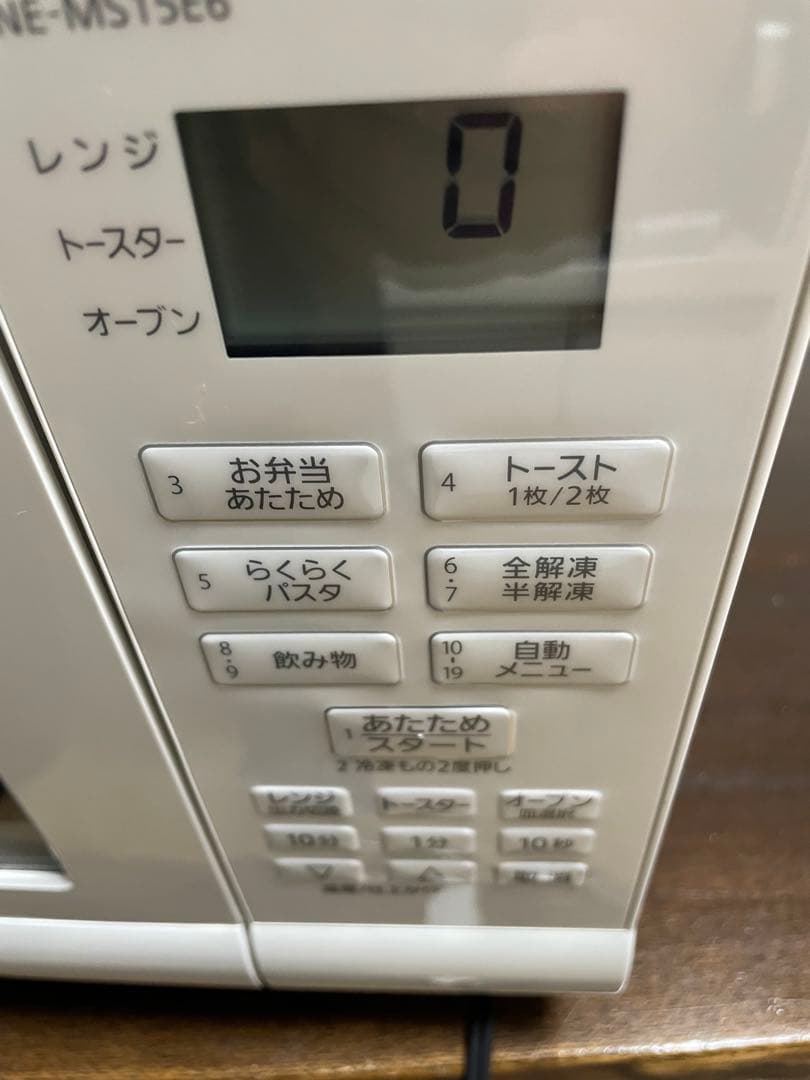 NE-MS15E6
0
レンジ
トースター
オーブン
3 お弁当
あたため
4 トースト
1枚/2枚
5 らくらく
パスタ
6・7 全解凍
半解凍
8・9 飲み物
10-19 自動
メニュー
1 あたため
スタート
2 冷凍もの2度押し
レンジ トースター オーブン
10分 1分 10秒
▽ △ 取消